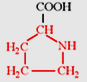 COOH
CH
H₂C NH
H₂C CH₂